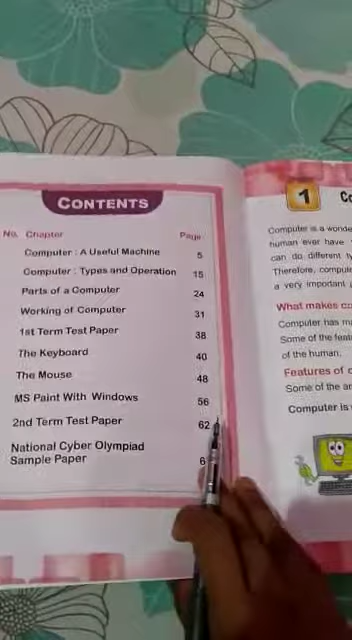 CONTENTS
No. Chapter Page
Computer : A Useful Machine 5
Computer : Types and Operation 15
Parts of a Computer 24
Working of Computer 31
1st Term Test Paper 38
The Keyboard 40
The Mouse 48
MS Paint With Windows 56
2nd Term Test Paper 62
National Cyber Olympiad
Sample Paper
1
Computer is a
human ever have
can do different
Therefore,
a very important
What makes
Computer has
Some of the
of the human.
Features of
Some of the
Computer is